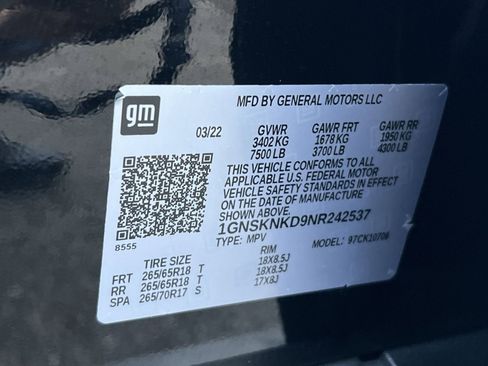 gm
MFD BY GENERAL MOTORS LLC
03/22 GVWR GAWR FRT GAWR RR
3402 KG 1678 KG 1950 KG
7500 LB 3700 LB 4300 LB
THIS VEHICLE CONFORMS TO ALL
APPLICABLE U.S. FEDERAL MOTOR
VEHICLE SAFETY STANDARDS IN EFFECT
ON THE DATE OF MANUFACTURE
SHOWN ABOVE.
1GNSKNKD9NR242537
TYPE: MPV MODEL: 97CK10706
8555
TIRE SIZE RIM
FRT 265/65R18 T 18X8.5J
RR 265/65R18 T 18X8.5J
SPA 265/70R17 S 17X8J